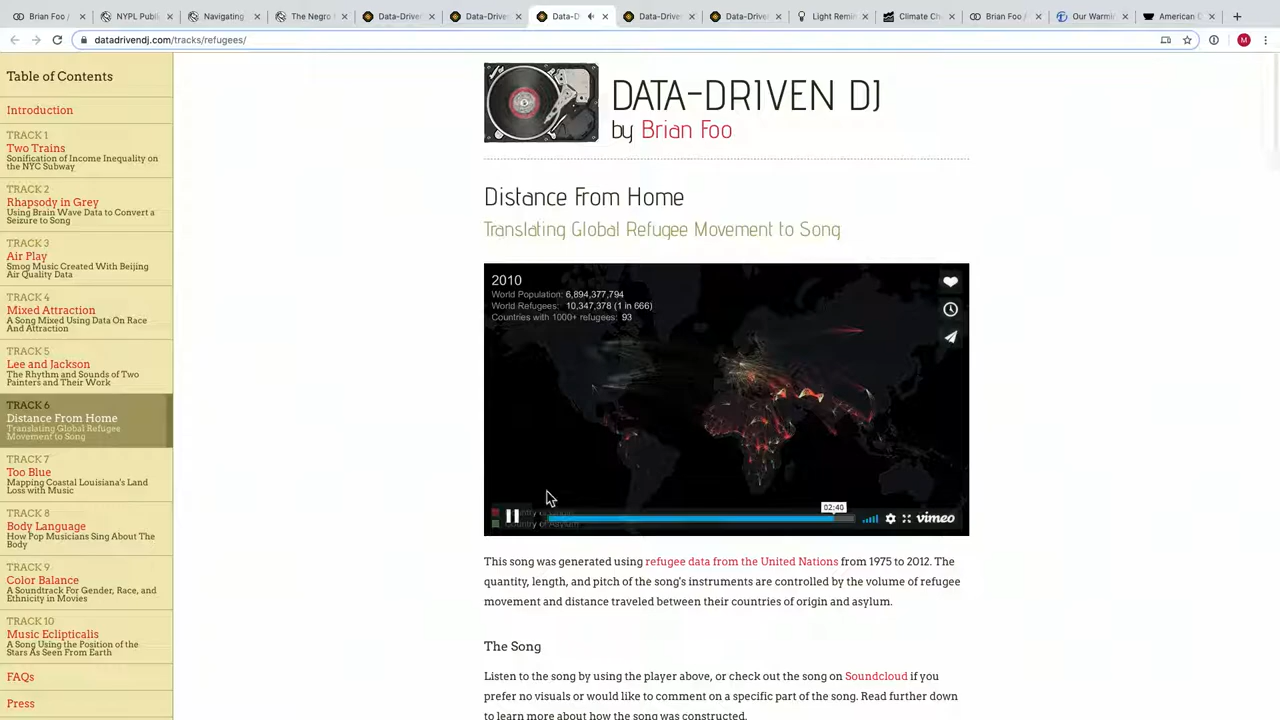 Brian Foo /
NYPL Publi
Navigating
The Negro
Data-Drive
Data-Drive
Data-D
Data-Drive
Data-Drive
Light Remi
Climate Ch
Brian Foo
Our Warmin
American C
datadrivendj.com/tracks/refugees/
M
Table of Contents
Introduction
TRACK 1
Two Trains
Sonification of Income Inequality on
the NYC Subway
TRACK 2
Rhapsody in Grey
Using Brain Wave Data to Convert a
Seizure to Song
TRACK 3
Air Play
Smog Music Created With Beijing
Air Quality Data
TRACK 4
Mixed Attraction
A Song Mixed Using Data On Race
And Attraction
TRACK 5
Lee and Jackson
The Rhythm and Sounds of Two
Painters and Their Work
TRACK 6
Distance From Home
Translating Global Refugee
Movement to Song
TRACK 7
Too Blue
Mapping Coastal Louisiana's Land
Loss with Music
TRACK 8
Body Language
How Pop Musicians Sing About The
Body
TRACK 9
Color Balance
A Soundtrack For Gender, Race, and
Ethnicity in Movies
TRACK 10
Music Eclipticalis
A Song Using the Position of the
Stars As Seen From Earth
FAQs
Press
DATA-DRIVEN DJ
by Brian Foo
Distance From Home
Translating Global Refugee Movement to Song
2010
World Population: 6,894,377,794
World Refugees: 10,347,378 (1 in 666)
Countries with 1000+ refugees: 93
02:40
vimeo
This song was generated using refugee data from the United Nations from 1975 to 2012. The
quantity, length, and pitch of the song's instruments are controlled by the volume of refugee
movement and distance traveled between their countries of origin and asylum.
The Song
Listen to the song by using the player above, or check out the song on Soundcloud if you
prefer no visuals or would like to comment on a specific part of the song. Read further down
to learn more about how the song was constructed.